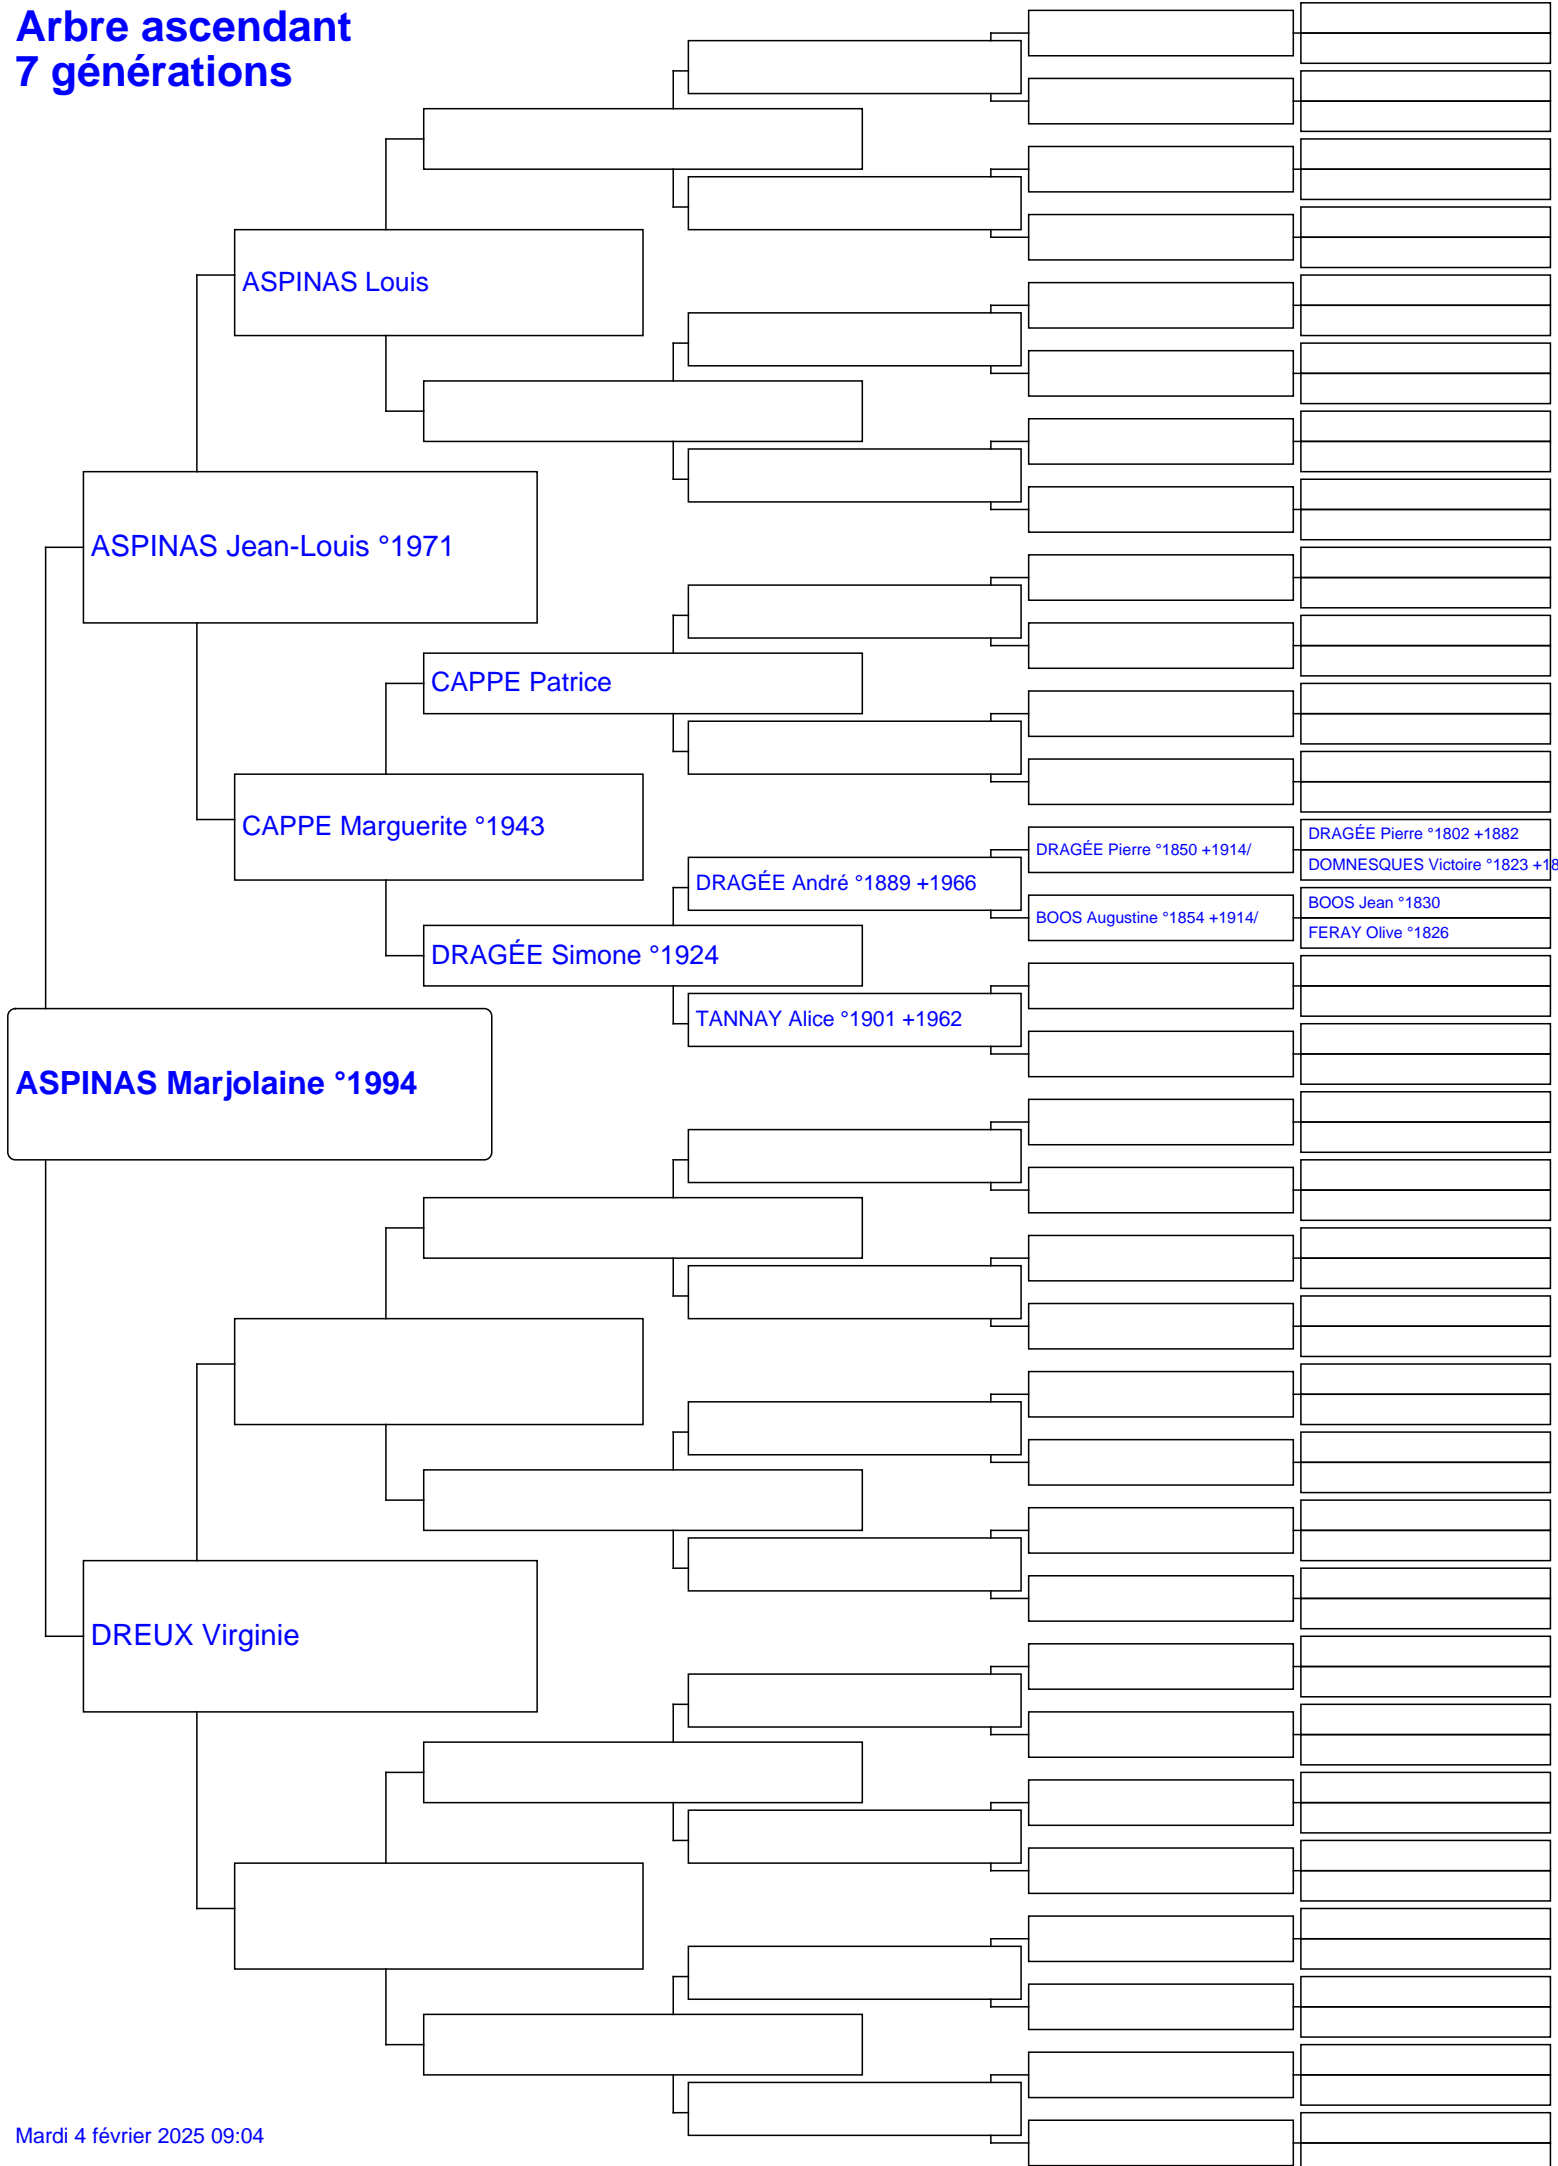 Arbre ascendant
7 générations
ASPINAS Louis
ASPINAS Jean-Louis °1971
CAPPE Patrice
CAPPE Marguerite °1943
DRAGÉE Pierre °1802 +1882
DRAGÉE Pierre °1850 +1914/
DOMNESQUES Victoire °1823 +18
DRAGÉE André °1889 +1966
BOOS Jean °1830
BOOS Augustine °1854 +1914/
FERAY Olive °1826
DRAGÉE Simone °1924
TANNAY Alice °1901 +1962
ASPINAS Marjolaine °1994
DREUX Virginie
Mardi 4 février 2025 09:04